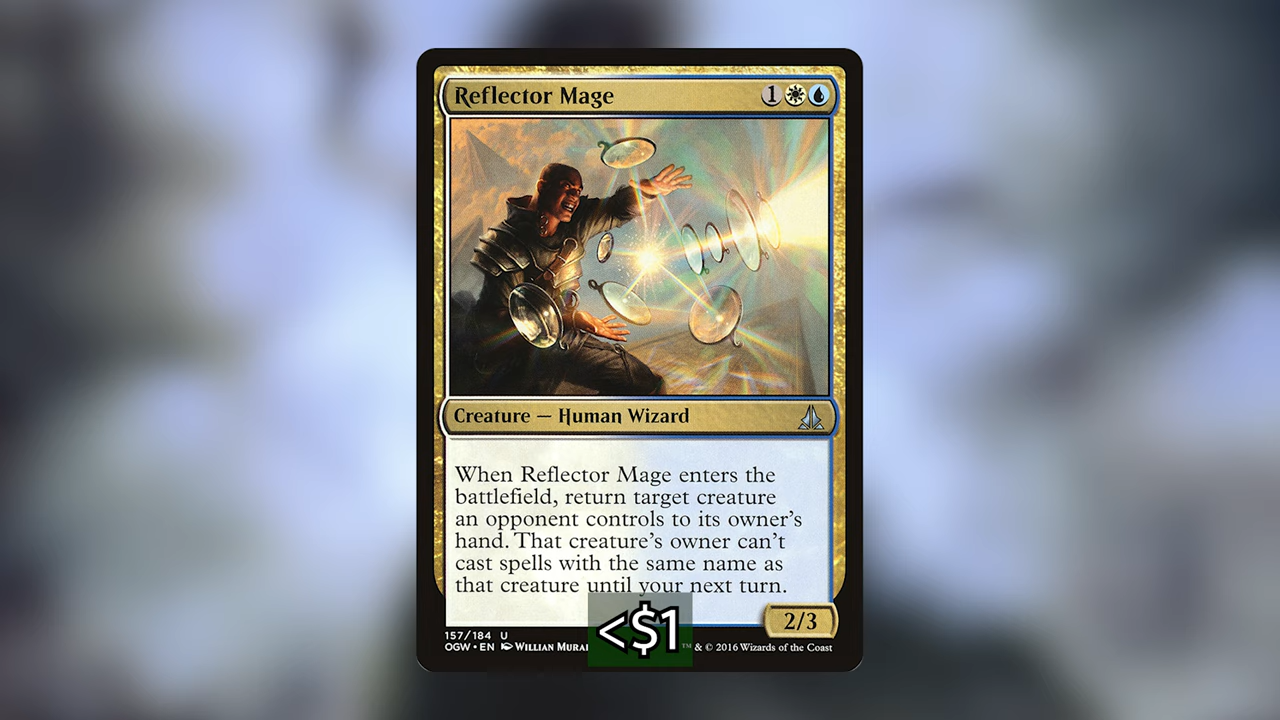 Reflector Mage 1
Creature — Human Wizard
When Reflector Mage enters the
battlefield, return target creature
an opponent controls to its owner's
hand. That creature's owner can't
cast spells with the same name as
that creature until your next turn.
2/3
157/184 U
OGW • EN WILLIAN ™ & © 2016 Wizards of the Coast
<$1